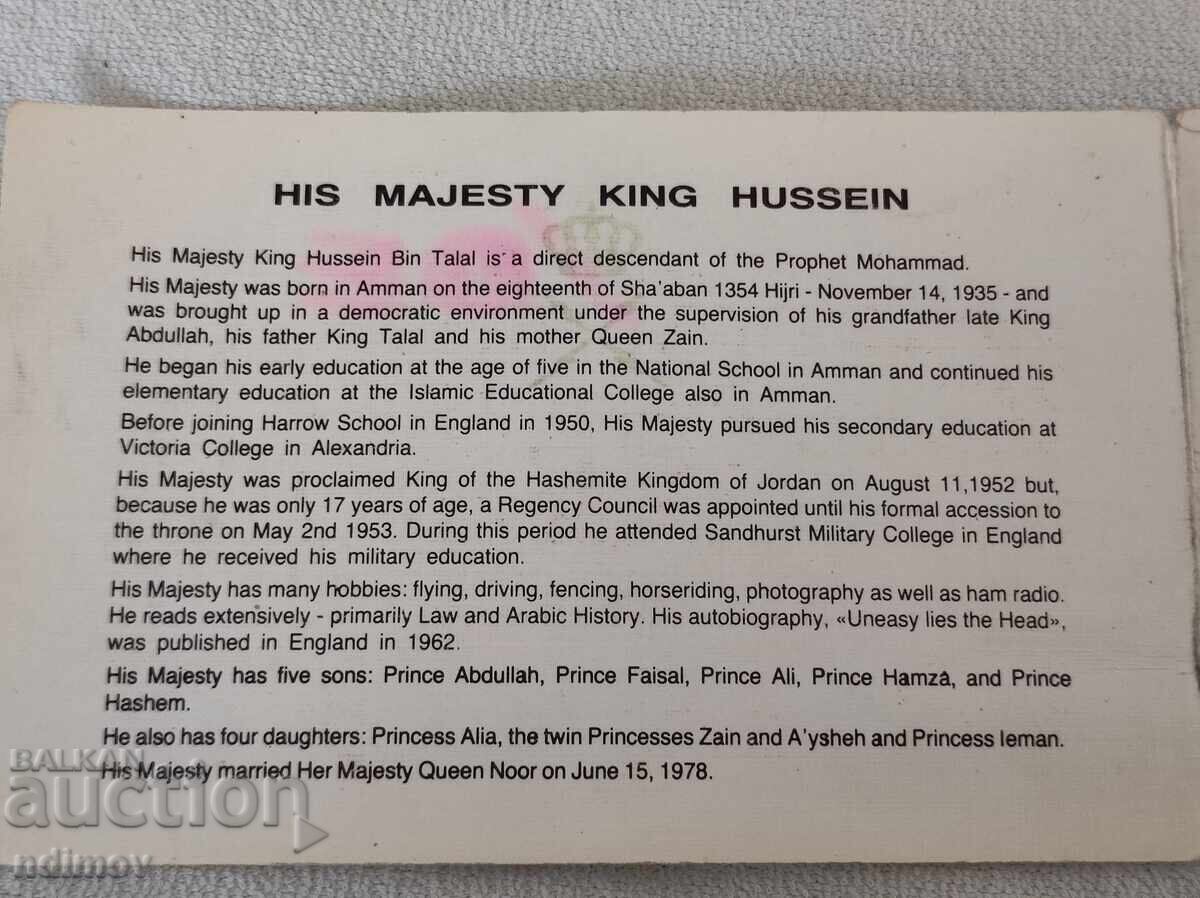 HIS MAJESTY KING HUSSEIN
His Majesty King Hussein Bin Talal is a direct descendant of the Prophet Mohammad.
His Majesty was born in Amman on the eighteenth of Sha'aban 1354 Hijri - November 14, 1935 - and
was brought up in a democratic environment under the supervision of his grandfather late King
Abdullah, his father King Talal and his mother Queen Zain.
He began his early education at the age of five in the National School in Amman and continued his
elementary education at the Islamic Educational College also in Amman.
Before joining Harrow School in England in 1950, His Majesty pursued his secondary education at
Victoria College in Alexandria.
His Majesty was proclaimed King of the Hashemite Kingdom of Jordan on August 11,1952 but,
because he was only 17 years of age, a Regency Council was appointed until his formal accession to
the throne on May 2nd 1953. During this period he attended Sandhurst Military College in England
where he received his military education.
His Majesty has many hobbies: flying, driving, fencing, horseriding, photography as well as ham radio.
He reads extensively - primarily Law and Arabic History. His autobiography, «Uneasy lies the Head»,
was published in England in 1962.
His Majesty has five sons: Prince Abdullah, Prince Faisal, Prince Ali, Prince Hamza, and Prince
Hashem.
He also has four daughters: Princess Alia, the twin Princesses Zain and A'ysheh and Princess Ieman.
His Majesty married Her Majesty Queen Noor on June 15, 1978.
BALKAN
auction
ndimov